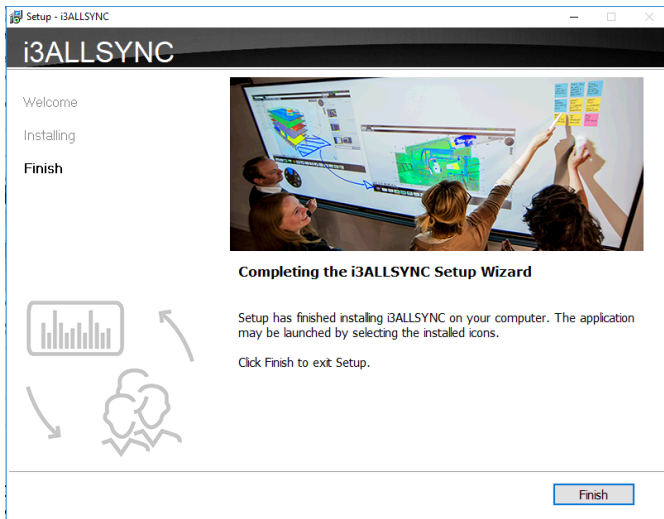 Setup - i3ALLSYNC
i3ALLSYNC
Welcome
Installing
Finish
Completing the i3ALLSYNC Setup Wizard
Setup has finished installing i3ALLSYNC on your computer. The application
may be launched by selecting the installed icons.
Click Finish to exit Setup.
Finish